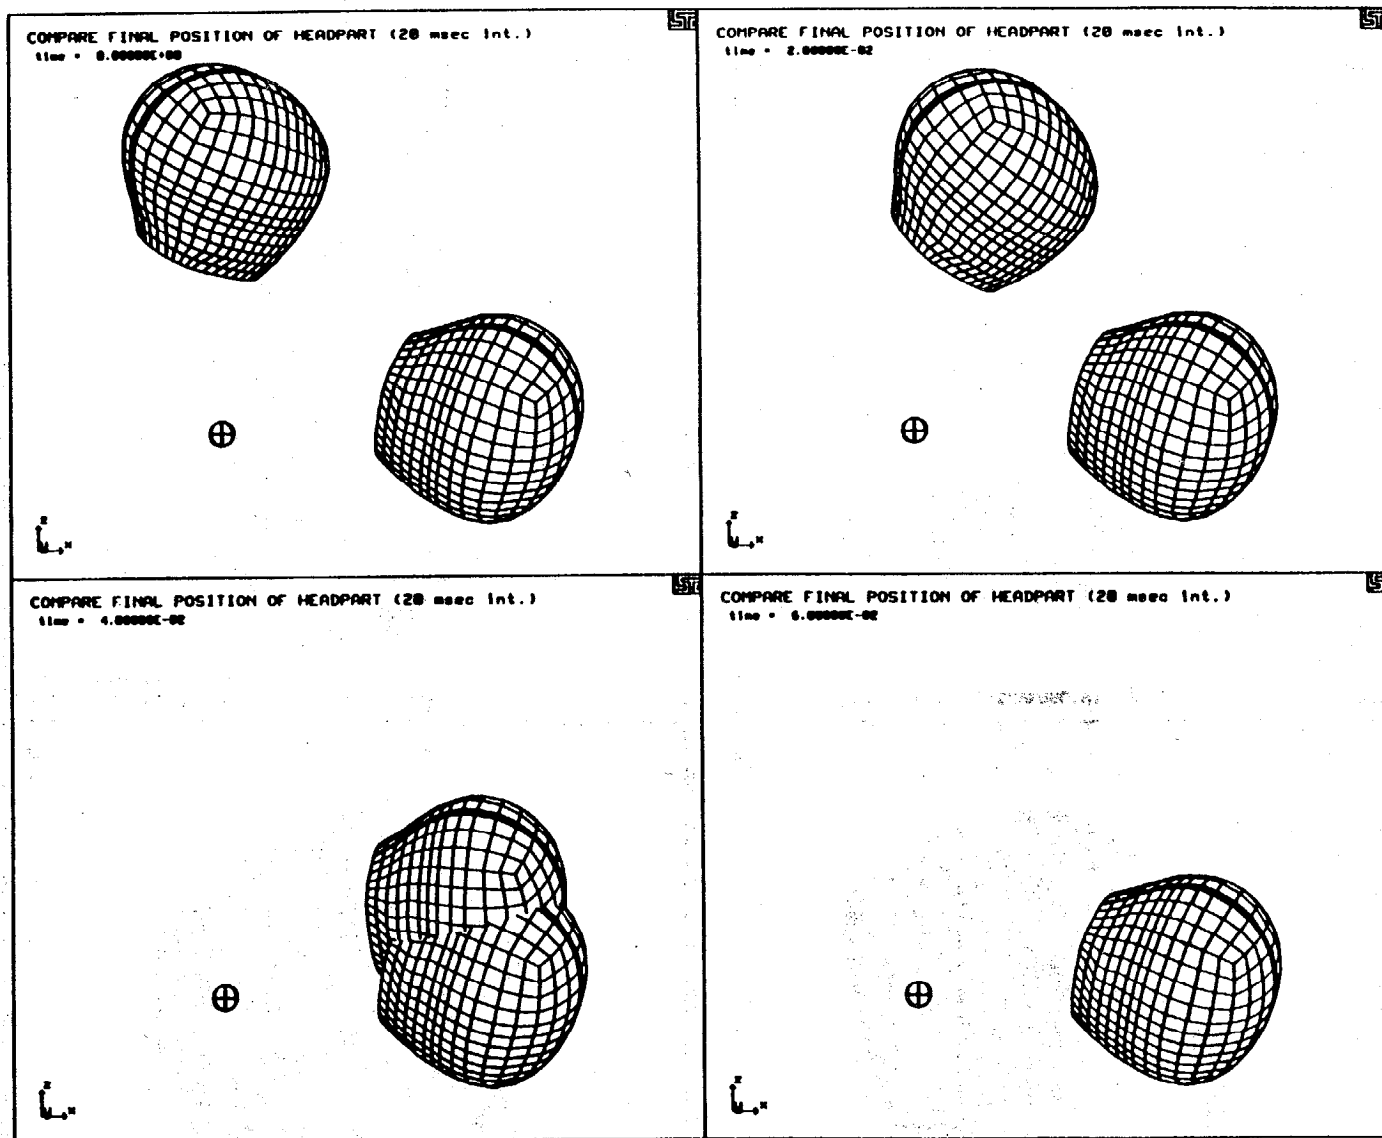 COMPARE FINAL POSITION OF HEADPART (20 msec int.)
time = 0.00000E+00
z
x
COMPARE FINAL POSITION OF HEADPART (20 msec int.)
time = 2.00000E-02
z
x
COMPARE FINAL POSITION OF HEADPART (20 msec int.)
time = 4.00000E-02
z
x
COMPARE FINAL POSITION OF HEADPART (20 msec int.)
time = 6.00000E-02
z
x